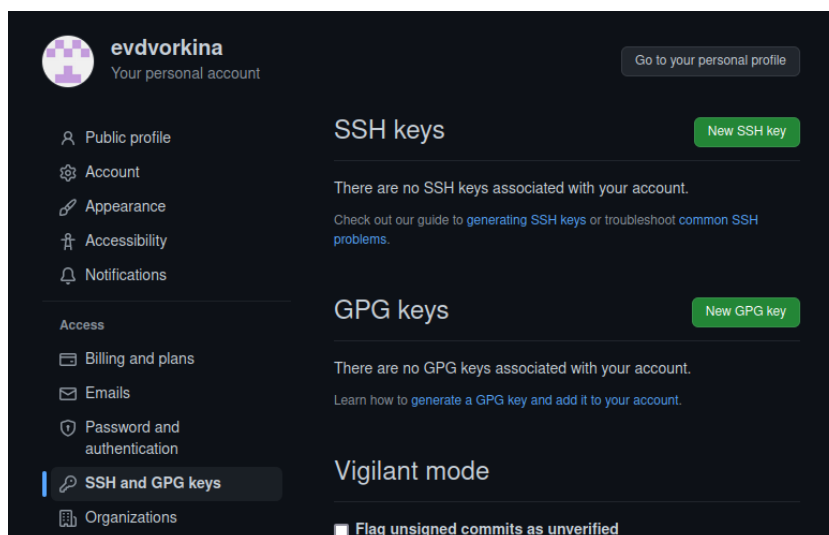 evdvorkina
Your personal account
Go to your personal profile
Public profile
Account
Appearance
Accessibility
Notifications
Access
Billing and plans
Emails
Password and
authentication
SSH and GPG keys
Organizations
SSH keys
New SSH key
There are no SSH keys associated with your account.
Check out our guide to generating SSH keys or troubleshoot common SSH
problems.
GPG keys
New GPG key
There are no GPG keys associated with your account.
Learn how to generate a GPG key and add it to your account.
Vigilant mode
Flag unsigned commits as unverified